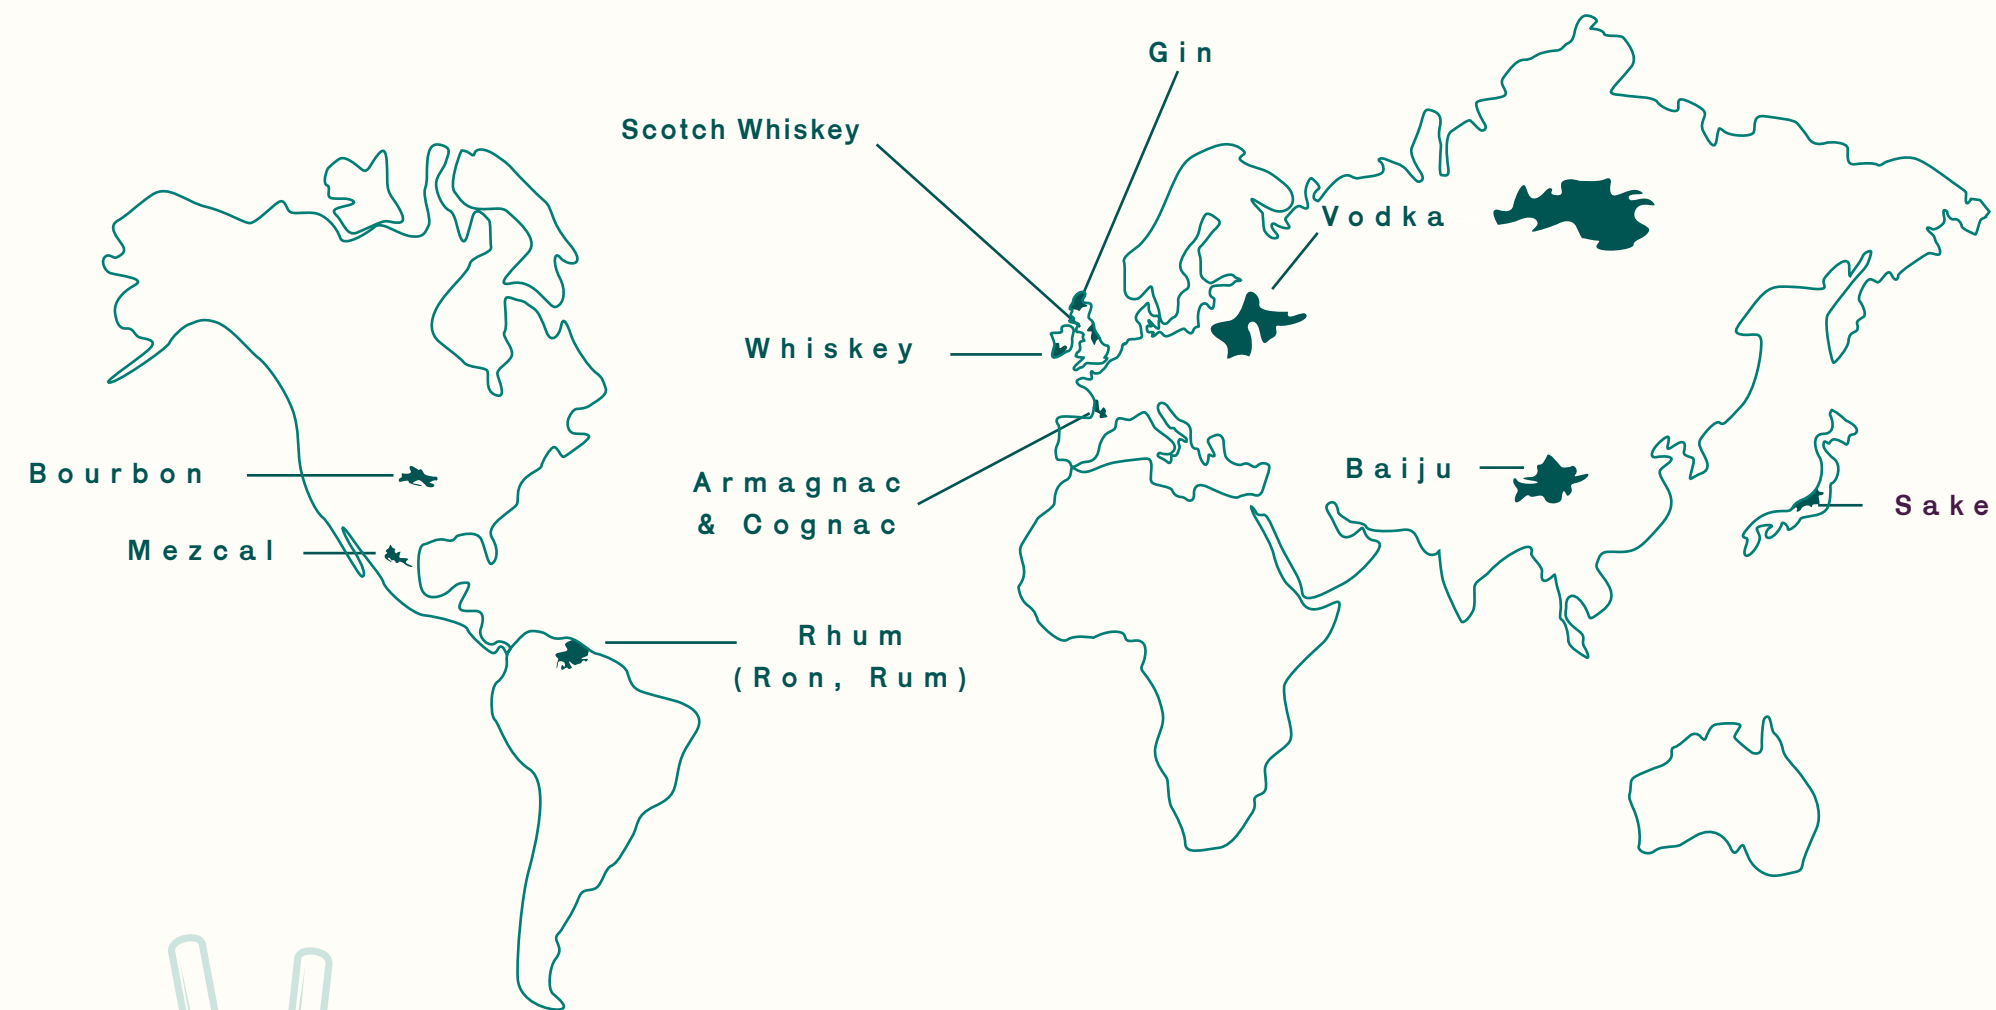 Gin
Scotch Whiskey
Vodka
Whiskey
Bourbon
Armagnac
& Cognac
Baiju
Sake
Mezcal
Rhum
(Ron, Rum)